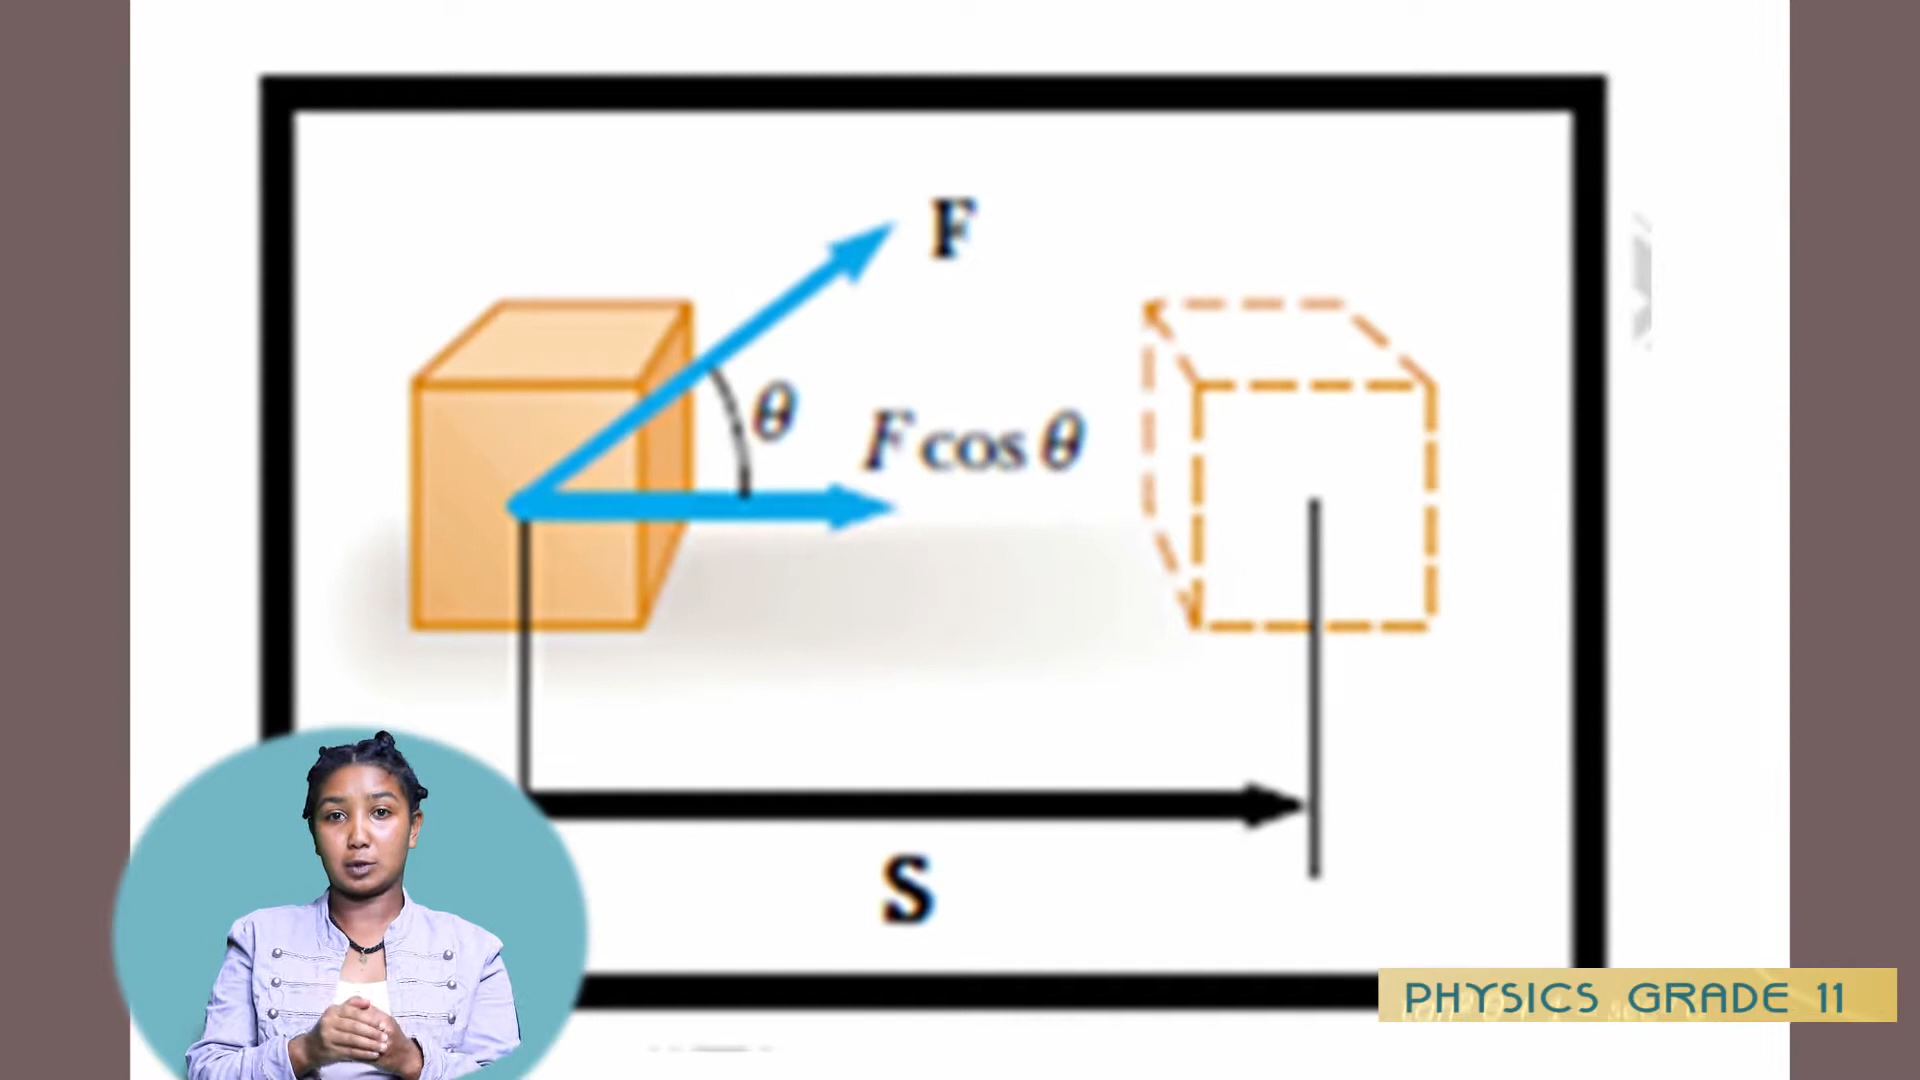 F
θ
F cos θ
S
PHYSICS GRADE 11